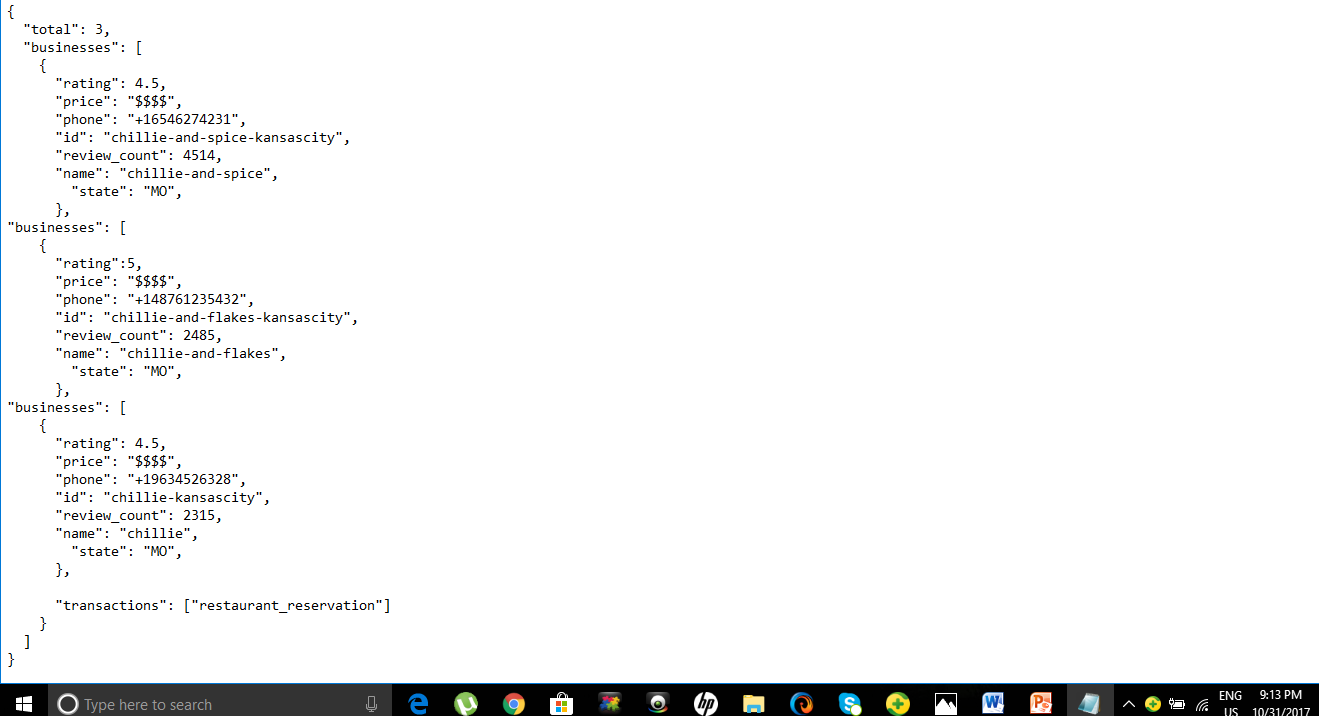 {
  "total": 3,
  "businesses": [
    {
      "rating": 4.5,
      "price": "$$$$",
      "phone": "+16546274231",
      "id": "chillie-and-spice-kansascity",
      "review_count": 4514,
      "name": "chillie-and-spice",
        "state": "MO",
      },
"businesses": [
    {
      "rating":5,
      "price": "$$$$",
      "phone": "+148761235432",
      "id": "chillie-and-flakes-kansascity",
      "review_count": 2485,
      "name": "chillie-and-flakes",
        "state": "MO",
      },
"businesses": [
    {
      "rating": 4.5,
      "price": "$$$$",
      "phone": "+19634526328",
      "id": "chillie-kansascity",
      "review_count": 2315,
      "name": "chillie",
        "state": "MO",
      },
      "transactions": ["restaurant_reservation"]
    }
  ]
}
Type here to search
hp
ENG
US
9:13 PM
10/31/2017